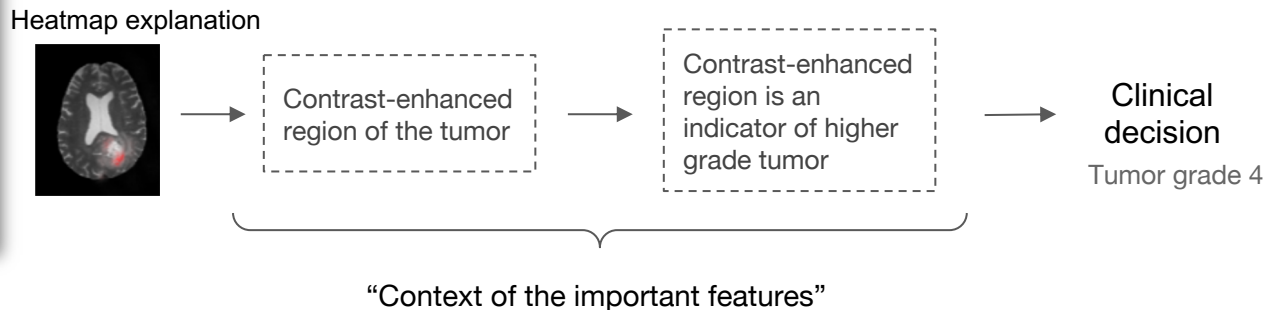 Heatmap explanation
Contrast-enhanced
region of the tumor
Contrast-enhanced
region is an
indicator of higher
grade tumor
Clinical
decision
Tumor grade 4
“Context of the important features”